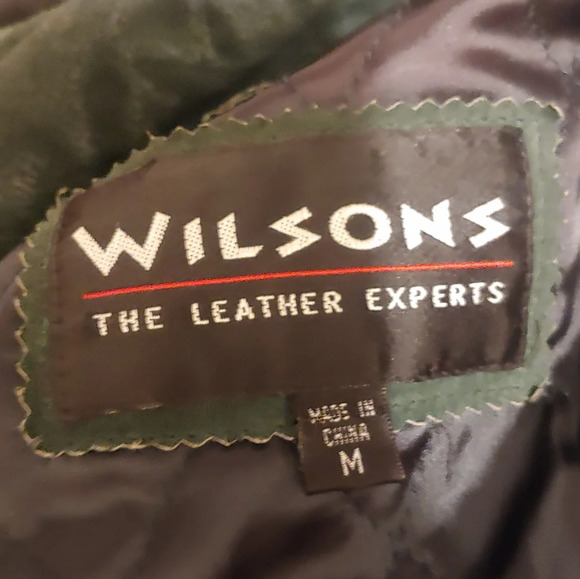 WILSONS
THE LEATHER EXPERTS
MADE IN
CHINA
M